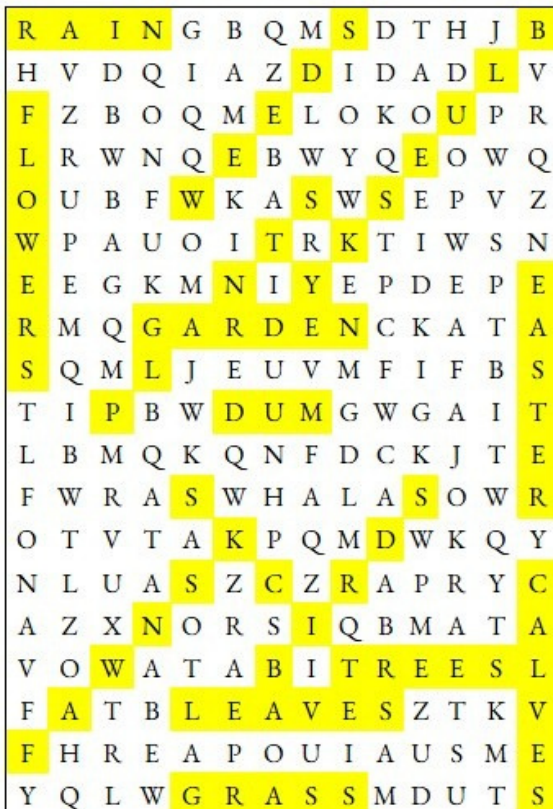 R A I N G B Q M S D T H J B
H V D Q I A Z D I D A D L V
F Z B O Q M E L O K O U P R
L R W N Q E B W Y Q E O W Q
O U B F W K A S W S E P V Z
W P A U O I T R K T I W S N
E E G K M N I Y E P D E P E
R M Q G A R D E N C K A T A
S Q M L J E U V M F I F B S
T I P B W D U M G W G A I T
L B M Q K Q N F D C K J T E
F W R A S W H A L A S O W R
O T V T A K P Q M D W K Q Y
N L U A S Z C Z R A P R Y C
A Z X N O R S I Q B M A T A
V O W A T A B I T R E E S L
F A T B L E A V E S Z T K V
F H R E A P O U I A U S M E
Y Q L W G R A S S M D U T S